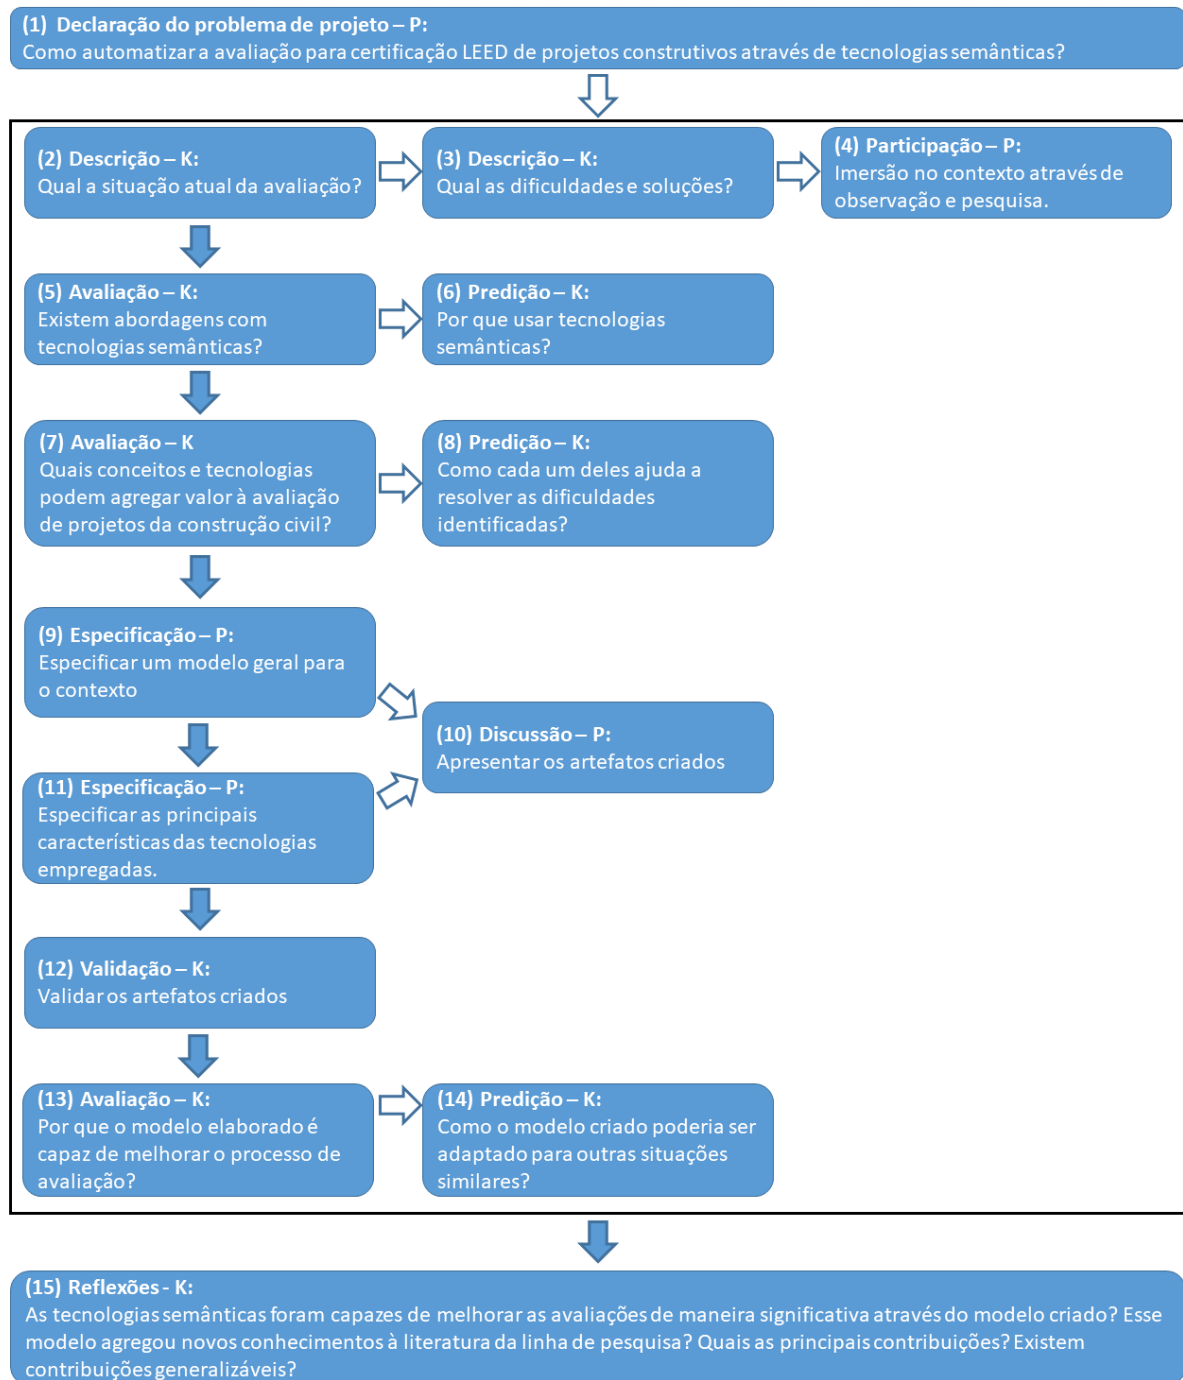 (1) Declaração do problema de projeto – P:
Como automatizar a avaliação para certificação LEED de projetos construtivos através de tecnologias semânticas?
(2) Descrição – K:
Qual a situação atual da avaliação?
(3) Descrição – K:
Qual as dificuldades e soluções?
(4) Participação – P:
Imersão no contexto através de
observação e pesquisa.
(5) Avaliação – K:
Existem abordagens com
tecnologias semânticas?
(6) Predição – K:
Por que usar tecnologias
semânticas?
(7) Avaliação – K
Quais conceitos e tecnologias
podem agregar valor à avaliação
de projetos da construção civil?
(8) Predição – K:
Como cada um deles ajuda a
resolver as dificuldades
identificadas?
(9) Especificação – P:
Especificar um modelo geral para
o contexto
(10) Discussão – P:
Apresentar os artefatos criados
(11) Especificação – P:
Especificar as principais
características das tecnologias
empregadas.
(12) Validação – K:
Validar os artefatos criados
(13) Avaliação – K:
Por que o modelo elaborado é
capaz de melhorar o processo de
avaliação?
(14) Predição – K:
Como o modelo criado poderia ser
adaptado para outras situações
similares?
(15) Reflexões - K:
As tecnologias semânticas foram capazes de melhorar as avaliações de maneira significativa através do modelo criado? Esse
modelo agregou novos conhecimentos à literatura da linha de pesquisa? Quais as principais contribuições? Existem
contribuições generalizáveis?